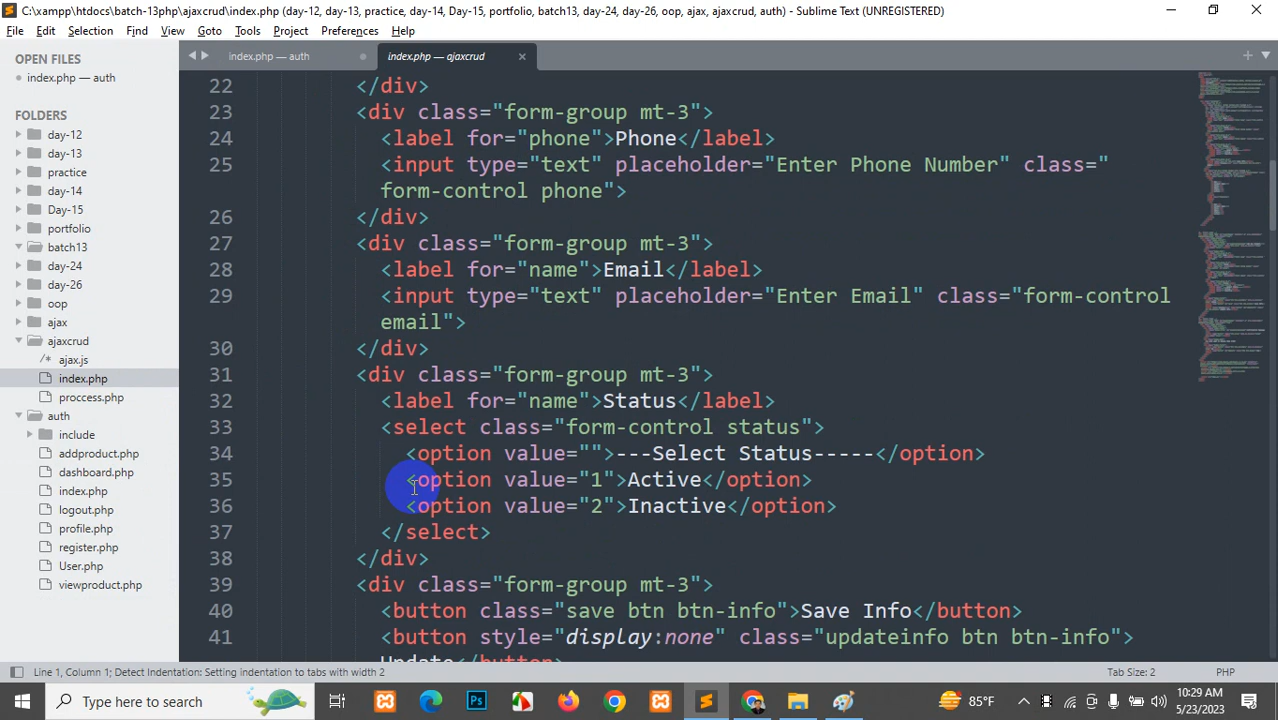 C:\xampp\htdocs\batch-13php\ajaxcrud\index.php (day-12, day-13, practice, day-14, Day-15, portfolio, batch13, day-24, day-26, oop, ajax, ajaxcrud, auth) - Sublime Text (UNREGISTERED)
File Edit Selection Find View Goto Tools Project Preferences Help
OPEN FILES
index.php — auth
FOLDERS
day-12
day-13
practice
day-14
Day-15
portfolio
batch13
day-24
day-26
oop
ajax
ajaxcrud
/* ajax.js
index.php
proccess.php
auth
include
addproduct.php
dashboard.php
index.php
logout.php
profile.php
register.php
User.php
viewproduct.php
index.php — auth
index.php — ajaxcrud
22 </div>
23 <div class="form-group mt-3">
24 <label for="phone">Phone</label>
25 <input type="text" placeholder="Enter Phone Number" class="
form-control phone">
26 </div>
27 <div class="form-group mt-3">
28 <label for="name">Email</label>
29 <input type="text" placeholder="Enter Email" class="form-control
email">
30 </div>
31 <div class="form-group mt-3">
32 <label for="name">Status</label>
33 <select class="form-control status">
34 <option value="">---Select Status-----</option>
35 <option value="1">Active</option>
36 <option value="2">Inactive</option>
37 </select>
38 </div>
39 <div class="form-group mt-3">
40 <button class="save btn btn-info">Save Info</button>
41 <button style="display:none" class="updateinfo btn btn-info">
Update</button>
Line 1, Column 1; Detect Indentation: Setting indentation to tabs with width 2
Tab Size: 2
PHP
Type here to search
Ps
85°F
10:29 AM
5/23/2023